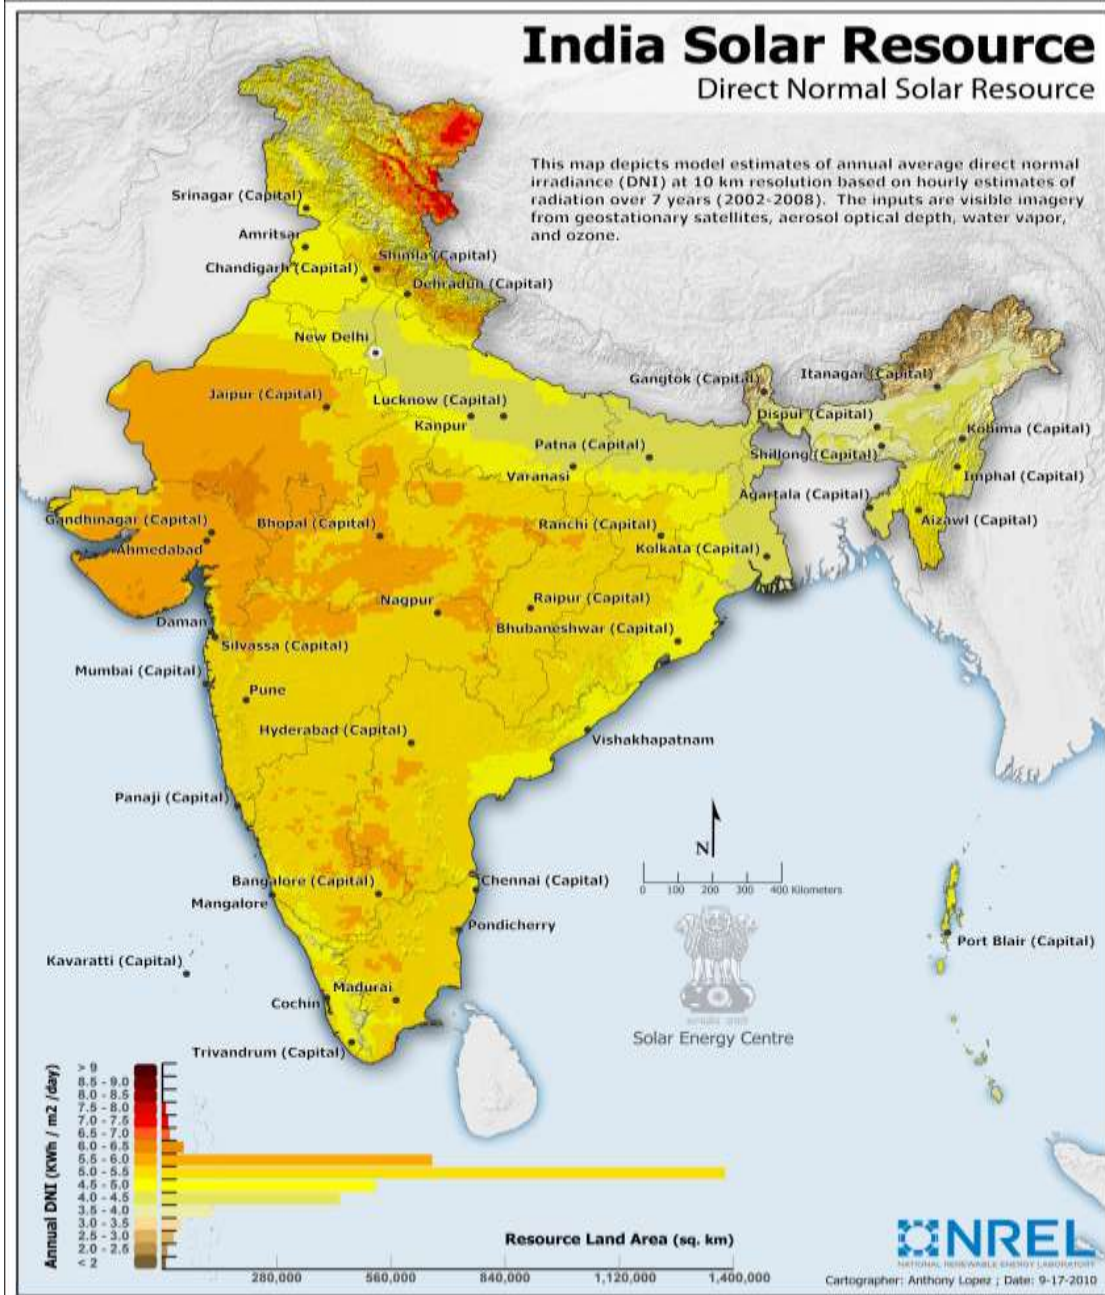 India Solar Resource
Direct Normal Solar Resource
This map depicts model estimates of annual average direct normal
irradiance (DNI) at 10 km resolution based on hourly estimates of
radiation over 7 years (2002-2008). The inputs are visible imagery
from geostationary satellites, aerosol optical depth, water vapor,
and ozone.
Srinagar (Capital)
Amritsar
Shimla (Capital)
Chandigarh (Capital)
Dehradun (Capital)
New Delhi
Gangtok (Capital)
Itanagar (Capital)
Jaipur (Capital)
Lucknow (Capital)
Kanpur
Dispur (Capital)
Kohima (Capital)
Patna (Capital)
Shillong (Capital)
Varanasi
Imphal (Capital)
Agartala (Capital)
Gandhinagar (Capital)
Bhopal (Capital)
Ranchi (Capital)
Aizawl (Capital)
Ahmedabad
Kolkata (Capital)
Nagpur
Raipur (Capital)
Daman
Bhubaneshwar (Capital)
Silvassa (Capital)
Mumbai (Capital)
Pune
Hyderabad (Capital)
Vishakhapatnam
Panaji (Capital)
N
0 100 200 300 400 Kilometers
Bangalore (Capital)
Chennai (Capital)
Mangalore
Pondicherry
Port Blair (Capital)
Kavaratti (Capital)
Madurai
Cochin
Solar Energy Centre
Trivandrum (Capital)
Annual DNI (KWh / m2 /day)
> 9
8.5 - 9.0
8.0 - 8.5
7.5 - 8.0
7.0 - 7.5
6.5 - 7.0
6.0 - 6.5
5.5 - 6.0
5.0 - 5.5
4.5 - 5.0
4.0 - 4.5
3.5 - 4.0
3.0 - 3.5
2.5 - 3.0
2.0 - 2.5
< 2
Resource Land Area (sq. km)
280,000 560,000 840,000 1,120,000 1,400,000
NREL
NATIONAL RENEWABLE ENERGY LABORATORY
Cartographer: Anthony Lopez ; Date: 9-17-2010